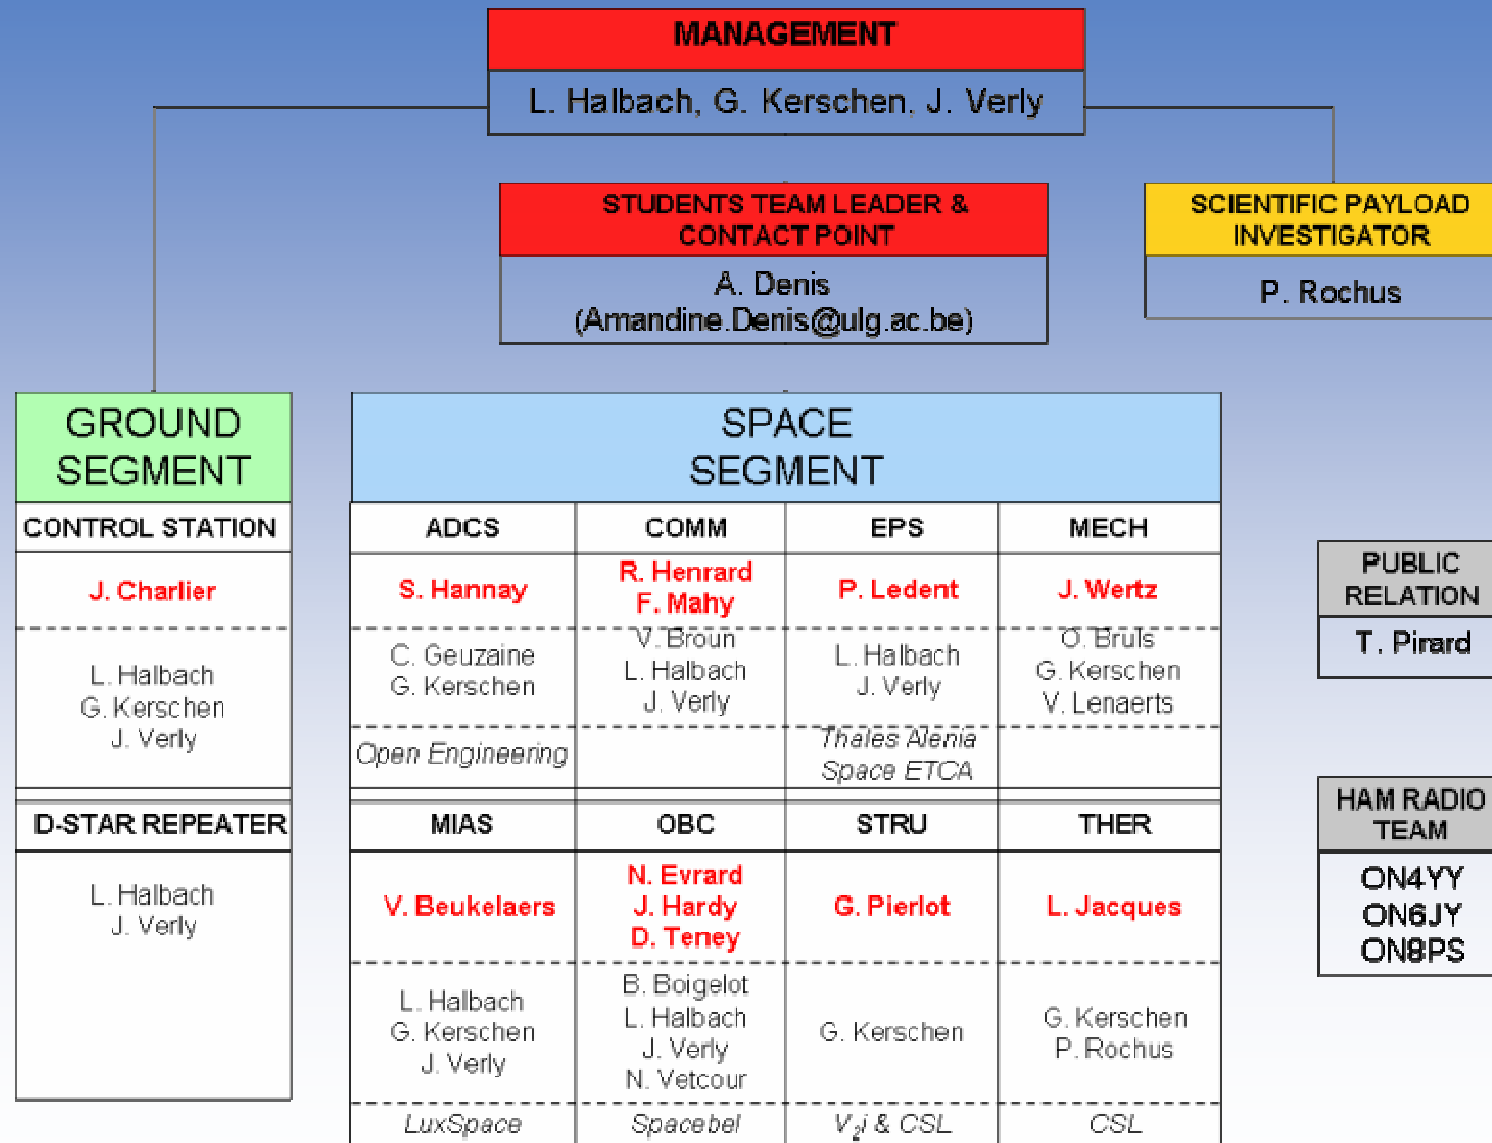 MANAGEMENT
L. Halbach, G. Kerschen, J. Verly
STUDENTS TEAM LEADER &
CONTACT POINT
A. Denis
(Amandine.Denis@ulg.ac.be)
SCIENTIFIC PAYLOAD
INVESTIGATOR
P. Rochus
GROUND
SEGMENT
CONTROL STATION
J. Charlier
L. Halbach
G. Kerschen
J. Verly
D-STAR REPEATER
L. Halbach
J. Verly
SPACE
SEGMENT
ADCS
S. Hannay
C. Geuzaine
G. Kerschen
Open Engineering
COMM
R. Henrard
F. Mahy
V. Broun
L. Halbach
J. Verly
EPS
P. Ledent
L. Halbach
J. Verly
Thales Alenia
Space ETCA
MECH
J. Wertz
O. Bruls
G. Kerschen
V. Lenaerts
MIAS
V. Beukelaers
L. Halbach
G. Kerschen
J. Verly
LuxSpace
OBC
N. Evrard
J. Hardy
D. Teney
B. Boigelot
L. Halbach
J. Verly
N. Vetcour
Spacebel
STRU
G. Pierlot
G. Kerschen
V2i & CSL
THER
L. Jacques
G. Kerschen
P. Rochus
CSL
PUBLIC
RELATION
T. Pirard
HAM RADIO
TEAM
ON4YY
ON6JY
ON8PS